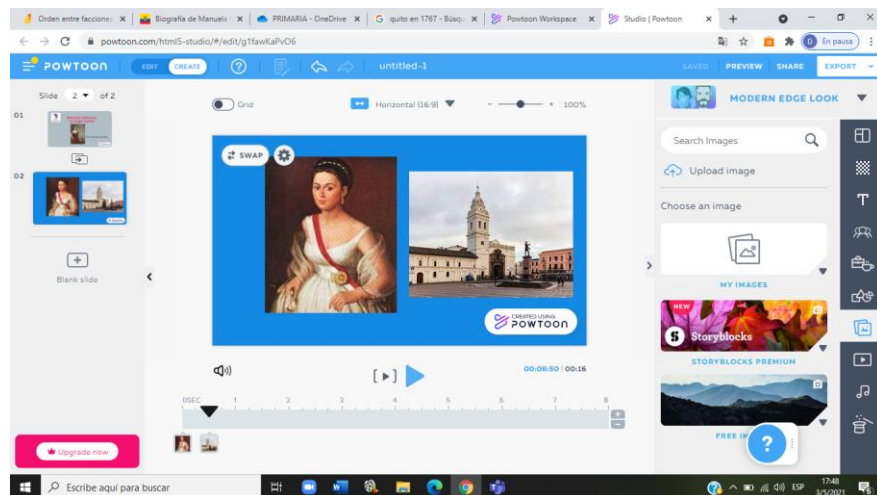 Orden entre facciones
Biografía de Manuela
PRIMARIA - OneDrive
quito en 1767 - Búsq
Powtoon Workspace
Studio | Powtoon
powtoon.com/html5-studio/#/edit/g1fawKaPvO6
D En pausa
POWTOON
EDIT CREATE
untitled-1
SAVED
PREVIEW
SHARE
EXPORT
Slide 2 of 2
01
02
Blank slide
Upgrade now
Grid
Horizontal (16:9)
- + 100%
SWAP
CREATED USING
POWTOON
00:08:50 00:16
0SEC 1 2 3 4 5 6 7 8
MODERN EDGE LOOK
Search Images
Upload image
Choose an image
MY IMAGES
NEW
Storyblocks
STORYBLOCKS PREMIUM
FREE
Escribe aquí para buscar
ESP
17:48
3/5/2021